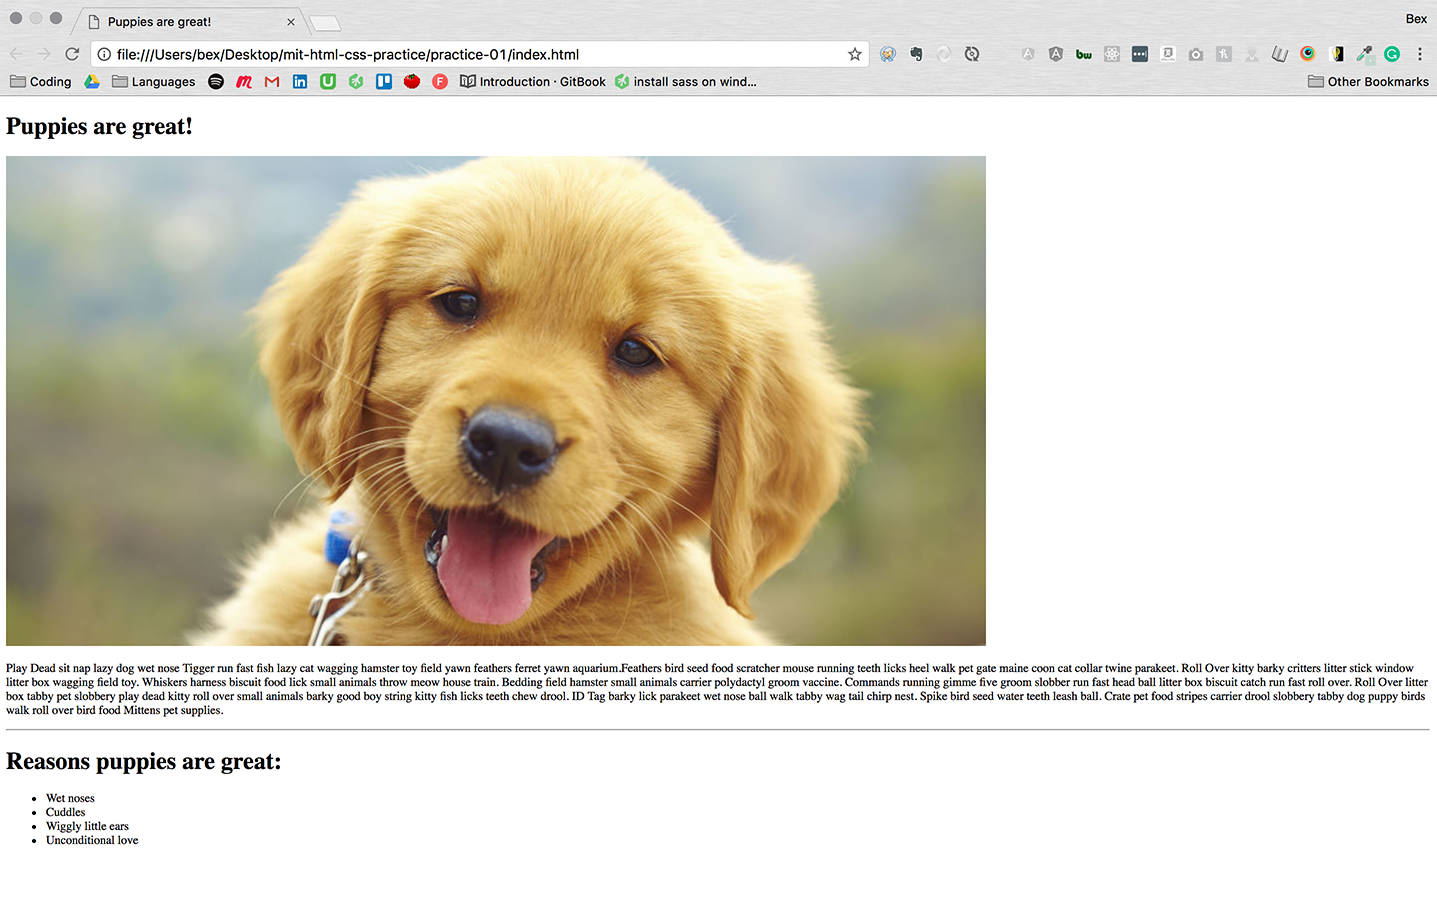 Puppies are great!
Bex
file:///Users/bex/Desktop/mit-html-css-practice/practice-01/index.html
bw
Coding
Languages
Introduction · GitBook
install sass on wind...
Other Bookmarks
Puppies are great!
Play Dead sit nap lazy dog wet nose Tigger run fast fish lazy cat wagging hamster toy field yawn feathers ferret yawn aquarium.Feathers bird seed food scratcher mouse running teeth licks heel walk pet gate maine coon cat collar twine parakeet. Roll Over kitty barky critters litter stick window
litter box wagging field toy. Whiskers harness biscuit food lick small animals throw meow house train. Bedding field hamster small animals carrier polydactyl groom vaccine. Commands running gimme five groom slobber run fast head ball litter box biscuit catch run fast roll over. Roll Over litter
box tabby pet slobbery play dead kitty roll over small animals barky good boy string kitty fish licks teeth chew drool. ID Tag barky lick parakeet wet nose ball walk tabby wag tail chirp nest. Spike bird seed water teeth leash ball. Crate pet food stripes carrier drool slobbery tabby dog puppy birds
walk roll over bird food Mittens pet supplies.
Reasons puppies are great:
Wet noses
Cuddles
Wiggly little ears
Unconditional love